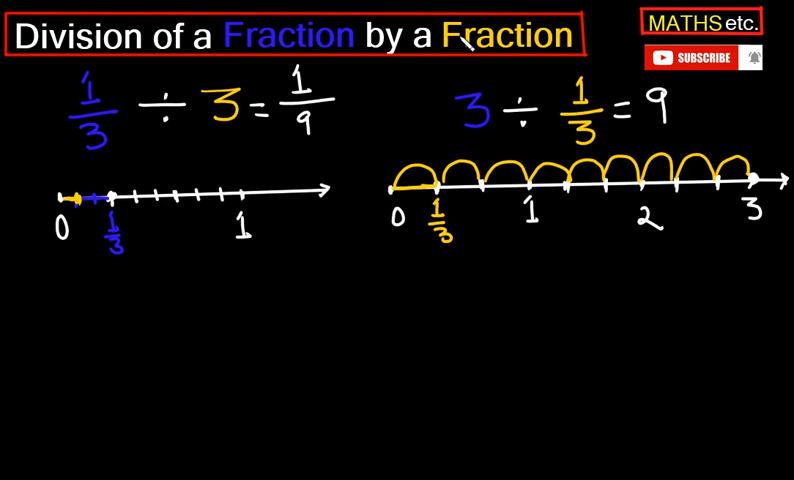 Division of a Fraction by a Fraction
MATHS etc.
SUBSCRIBE
1/3 ÷ 3 = 1/9
3 ÷ 1/3 = 9
0 1/3 1
0 1/3 1 2 3